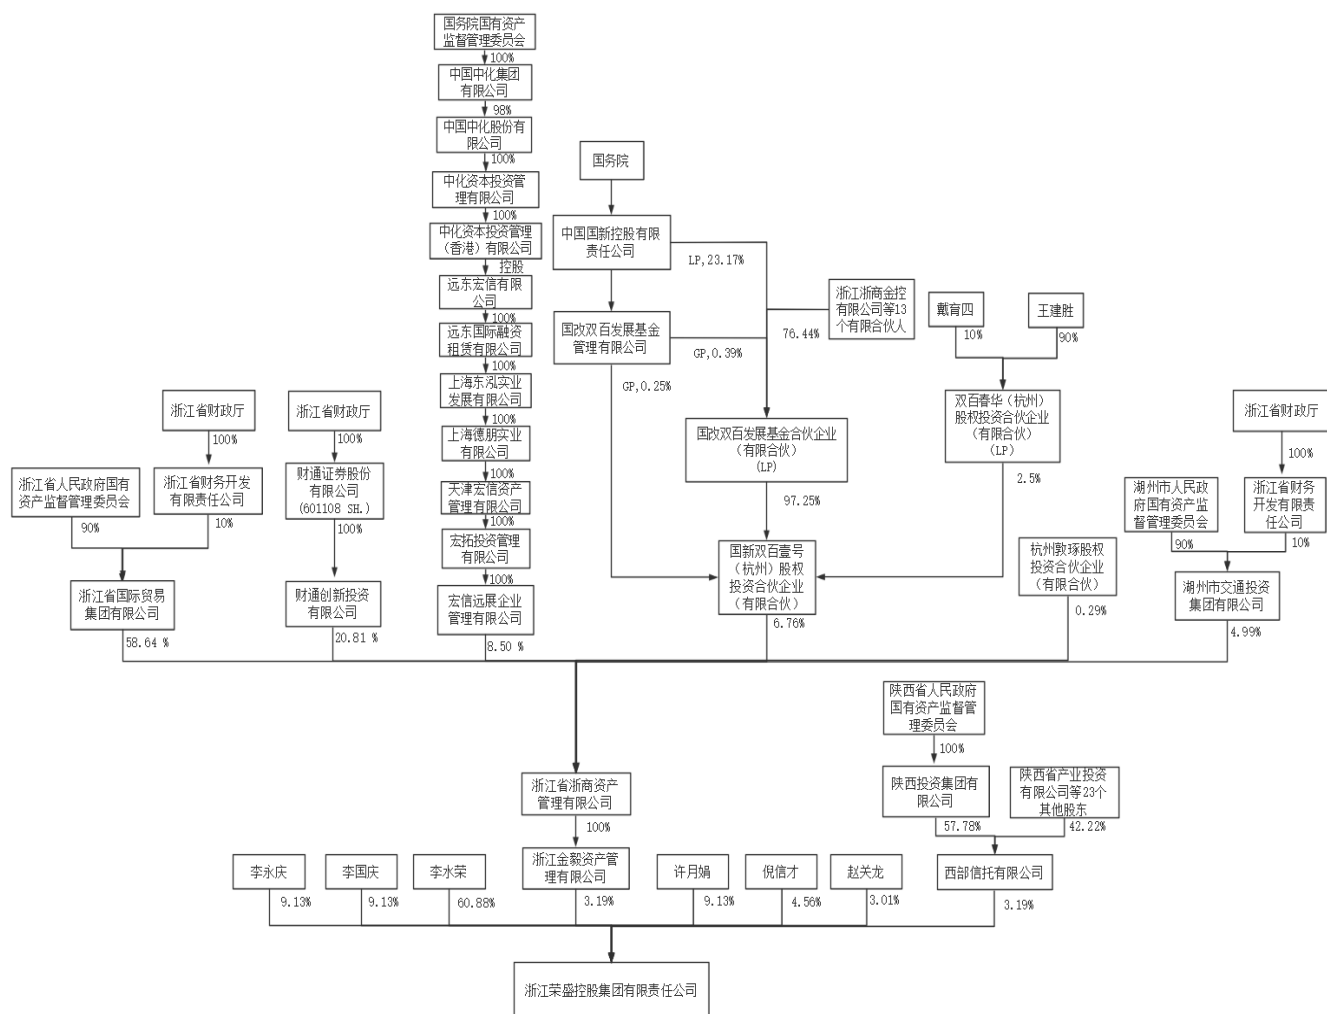 国务院国有资产
监督管理委员会
100%
中国中化集团
有限公司
98%
中国中化股份有
限公司
100%
中化资本投资管
理有限公司
100%
中化资本投资管理
（香港）有限公司
控股
远东宏信有限
公司
100%
远东国际融资
租赁有限公司
100%
上海东泓实业
发展有限公司
100%
上海德朋实业
有限公司
100%
天津宏信资产
管理有限公司
100%
宏拓投资管理
有限公司
100%
宏信远展企业
管理有限公司
8.50 %
国务院
中国国新控股有限
责任公司
LP,23.17%
国改双百发展基金
管理有限公司
GP,0.39%
GP,0.25%
浙江浙商金控
有限公司等13
个有限合伙人
76.44%
国改双百发展基金合伙企业
（有限合伙）
(LP)
97.25%
戴育四
10%
王建胜
90%
双百春华（杭州）
股权投资合伙企业
（有限合伙）
(LP)
2.5%
国新双百壹号
（杭州）股权
投资合伙企业
（有限合伙）
6.76%
浙江省财政厅
100%
浙江省人民政府国有
资产监督管理委员会
90%
浙江省财务开发
有限责任公司
10%
浙江省国际贸易
集团有限公司
58.64 %
浙江省财政厅
100%
财通证券股份
有限公司
(601108 SH.)
100%
财通创新投资
有限公司
20.81 %
杭州敦琢股权
投资合伙企业
（有限合伙）
0.29%
浙江省财政厅
100%
湖州市人民政
府国有资产监
督管理委员会
90%
浙江省财务
开发有限责
任公司
10%
湖州市交通投资
集团有限公司
4.99%
浙江省浙商资产
管理有限公司
100%
浙江金毅资产管
理有限公司
3.19%
陕西省人民政府
国有资产监督管
理委员会
100%
陕西投资集团有
限公司
57.78%
陕西省产业投资
有限公司等23个
其他股东
42.22%
西部信托有限公司
3.19%
李永庆
9.13%
李国庆
9.13%
李水荣
60.88%
许月娟
9.13%
倪信才
4.56%
赵关龙
3.01%
浙江荣盛控股集团有限责任公司